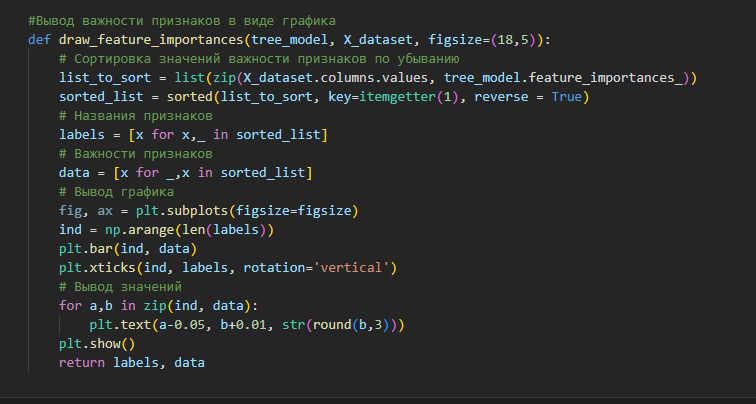 #Вывод важности признаков в виде графика
def draw_feature_importances(tree_model, X_dataset, figsize=(18,5)):
    # Сортировка значений важности признаков по убыванию
    list_to_sort = list(zip(X_dataset.columns.values, tree_model.feature_importances_))
    sorted_list = sorted(list_to_sort, key=itemgetter(1), reverse = True)
    # Названия признаков
    labels = [x for x,_ in sorted_list]
    # Важности признаков
    data = [x for _,x in sorted_list]
    # Вывод графика
    fig, ax = plt.subplots(figsize=figsize)
    ind = np.arange(len(labels))
    plt.bar(ind, data)
    plt.xticks(ind, labels, rotation='vertical')
    # Вывод значений
    for a,b in zip(ind, data):
        plt.text(a-0.05, b+0.01, str(round(b,3)))
    plt.show()
    return labels, data